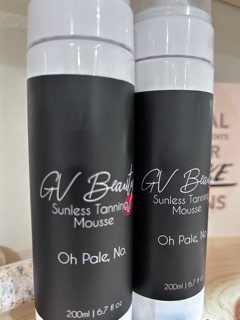 GV Beauty
Sunless Tanning
Mousse
Oh Pale, No.
200ml | 6.7 fl oz
GV Beauty
Sunless Tanning
Mousse
Oh Pale, No.
200ml | 6.7 fl oz